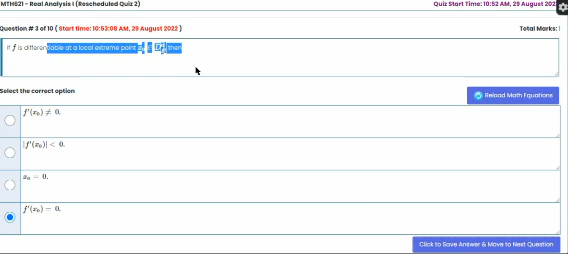 MTH621 - Real Analysis I (Rescheduled Quiz 2)
Quiz Start Time: 10:52 AM, 29 August 202
Question # 3 of 10 ( Start time: 10:53:08 AM, 29 August 2022 )
Total Marks:
If f is differentiable at a local extreme point x₀ ∈ then
Select the correct option
Reload Math Equations
f′(x₀) ≠ 0.
|f′(x₀)| < 0.
x₀ = 0.
f′(x₀) = 0.
Click to Save Answer & Move to Next Question